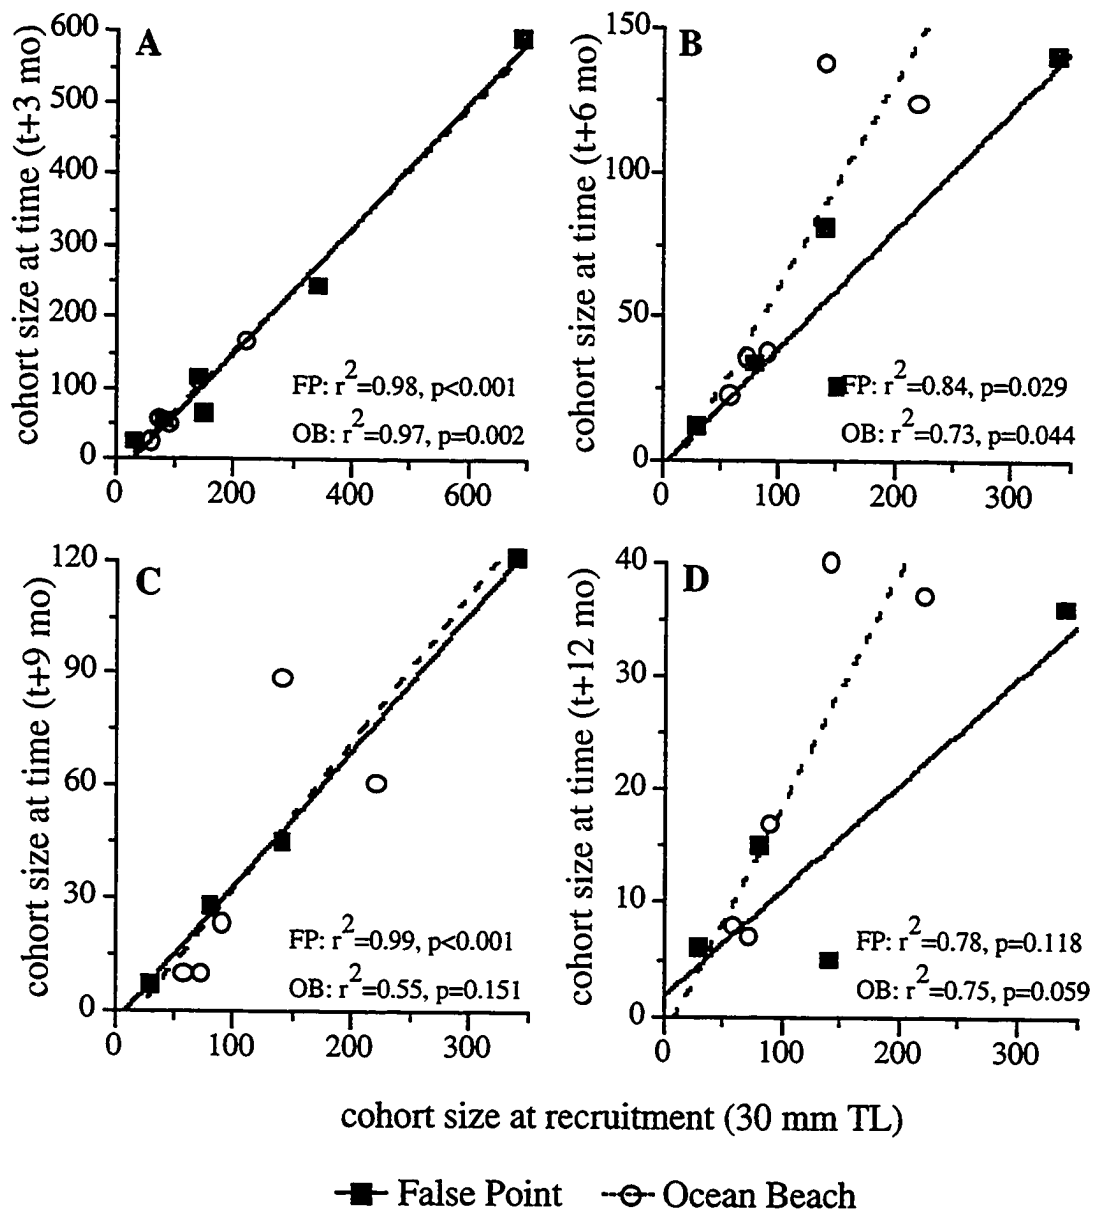 A
cohort size at time (t+3 mo)
600
500
400
300
200
100
0
FP: r2=0.98, p<0.001
OB: r2=0.97, p=0.002
0 200 400 600
B
cohort size at time (t+6 mo)
150
100
50
0
FP: r2=0.84, p=0.029
OB: r2=0.73, p=0.044
0 100 200 300
C
cohort size at time (t+9 mo)
120
90
60
30
0
FP: r2=0.99, p<0.001
OB: r2=0.55, p=0.151
0 100 200 300
D
cohort size at time (t+12 mo)
40
30
20
10
0
FP: r2=0.78, p=0.118
OB: r2=0.75, p=0.059
0 100 200 300
cohort size at recruitment (30 mm TL)
False Point Ocean Beach